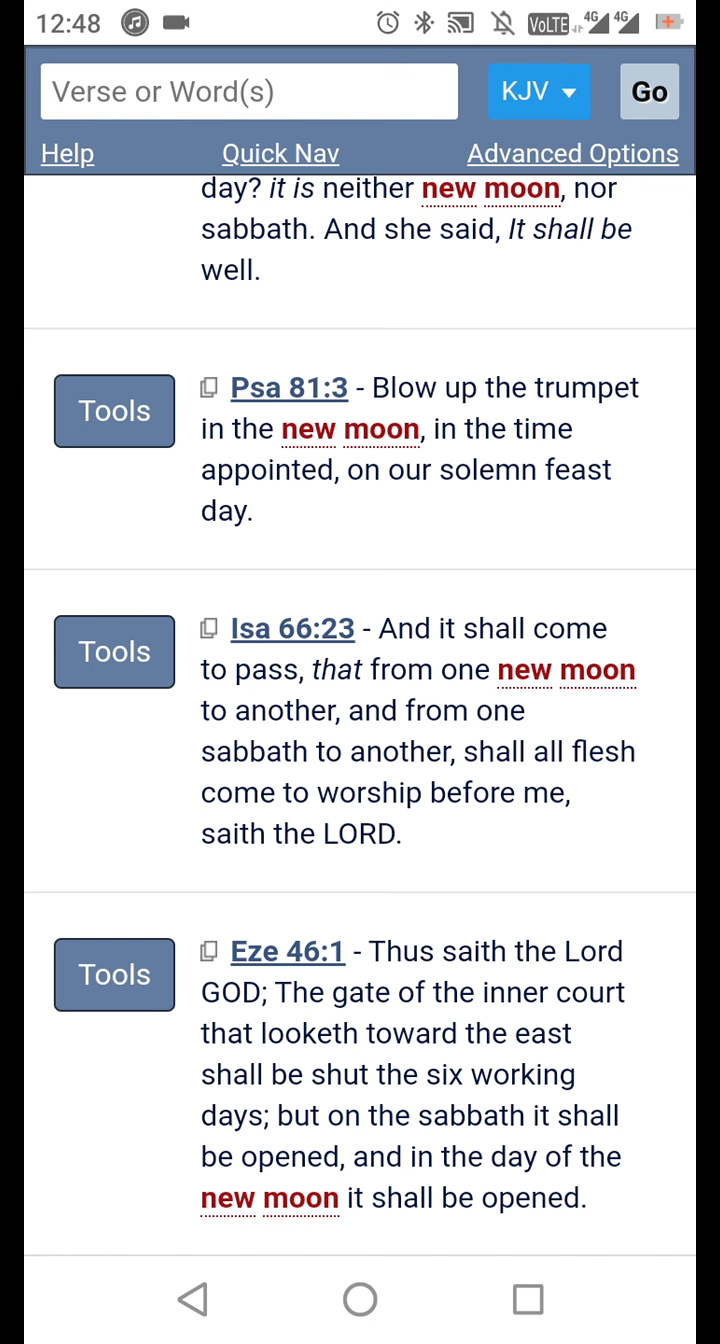 12:48 VoLTE 4G 4G
Verse or Word(s) KJV Go
Help Quick Nav Advanced Options
day? it is neither new moon, nor
sabbath. And she said, It shall be
well.
Tools
Psa 81:3 - Blow up the trumpet
in the new moon, in the time
appointed, on our solemn feast
day.
Tools
Isa 66:23 - And it shall come
to pass, that from one new moon
to another, and from one
sabbath to another, shall all flesh
come to worship before me,
saith the LORD.
Tools
Eze 46:1 - Thus saith the Lord
GOD; The gate of the inner court
that looketh toward the east
shall be shut the six working
days; but on the sabbath it shall
be opened, and in the day of the
new moon it shall be opened.